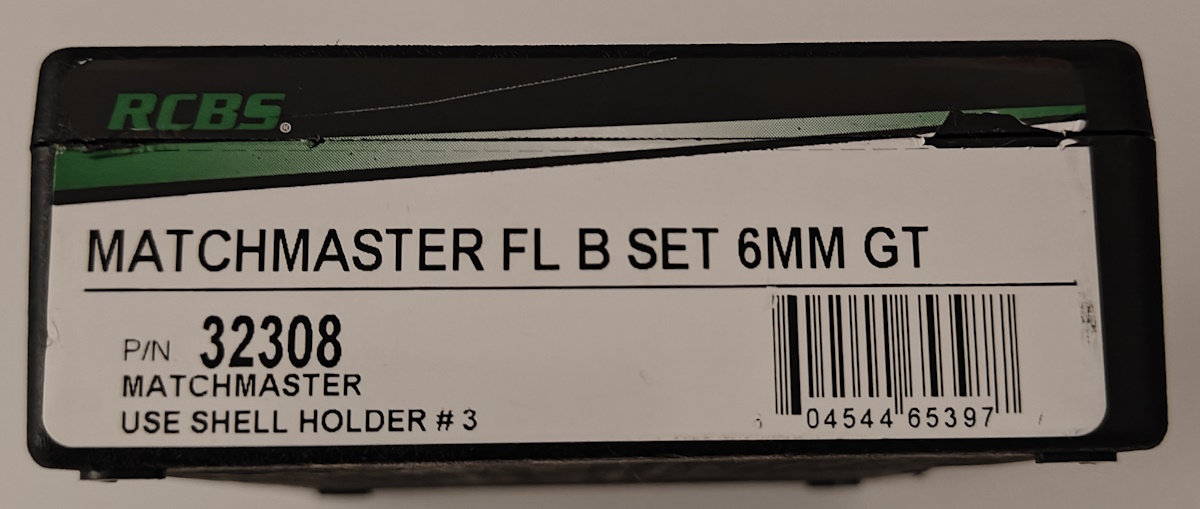 RCBS®
MATCHMASTER FL B SET 6MM GT
P/N 32308
MATCHMASTER
USE SHELL HOLDER # 3
04544 65397